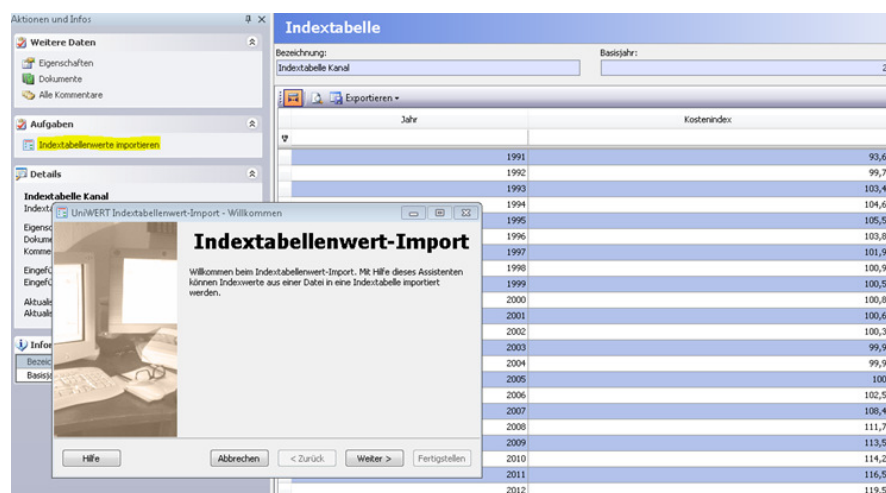 Aktionen und Infos
Weitere Daten
Eigenschaften
Dokumente
Alle Kommentare
Aufgaben
Indextabellenwerte importieren
Details
Indextabelle Kanal
Indextabelle
Bezeichnung:
Basisjahr:
Indextabelle Kanal
2
Exportieren
Jahr
Kostenindex
1991 93,6
1992 99,7
1993 103,4
1994 104,6
1995 105,5
1996 103,8
1997 101,9
1998 100,9
1999 100,5
2000 100,8
2001 100,6
2002 100,3
2003 99,9
2004 99,9
2005 100
2006 102,5
2007 108,4
2008 111,7
2009 113,5
2010 114,2
2011 116,5
2012 119,5
UniWERT Indextabellenwert-Import - Willkommen
Indextabellenwert-Import
Willkommen beim Indextabellenwert-Import. Mit Hilfe dieses Assistenten
können Indexwerte aus einer Datei in eine Indextabelle importiert
werden.
Hilfe
Abbrechen
< Zurück
Weiter >
Fertigstellen